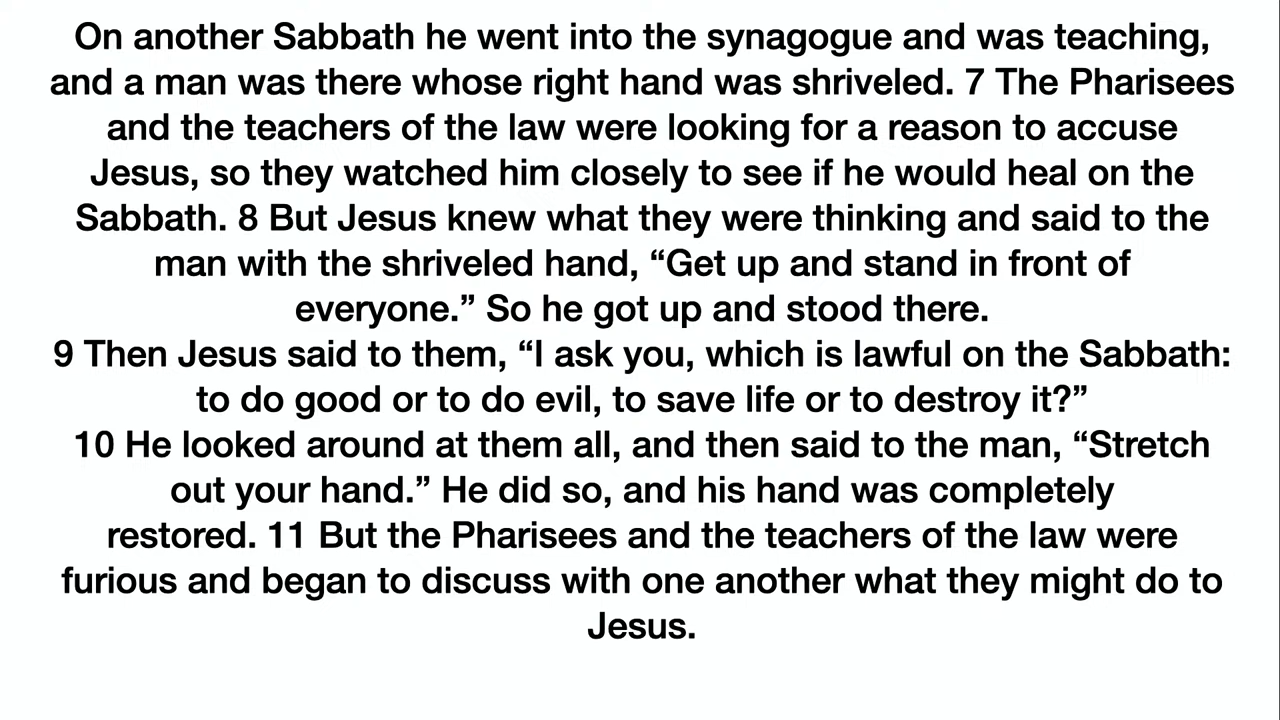 On another Sabbath he went into the synagogue and was teaching,
and a man was there whose right hand was shriveled. 7 The Pharisees
and the teachers of the law were looking for a reason to accuse
Jesus, so they watched him closely to see if he would heal on the
Sabbath. 8 But Jesus knew what they were thinking and said to the
man with the shriveled hand, “Get up and stand in front of
everyone.” So he got up and stood there.
9 Then Jesus said to them, “I ask you, which is lawful on the Sabbath:
to do good or to do evil, to save life or to destroy it?”
10 He looked around at them all, and then said to the man, “Stretch
out your hand.” He did so, and his hand was completely
restored. 11 But the Pharisees and the teachers of the law were
furious and began to discuss with one another what they might do to
Jesus.